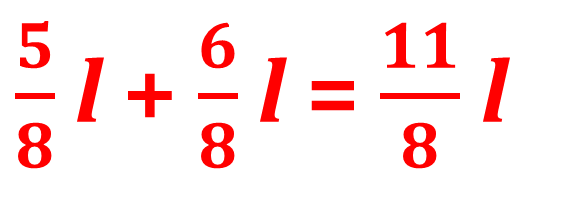 5/8 l + 6/8 l = 11/8 l